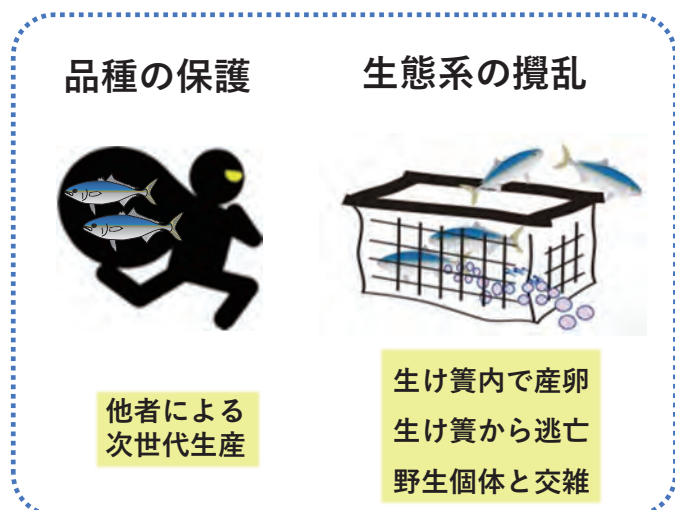 品種の保護
生態系の攪乱
他者による
次世代生産
生け簀内で産卵
生け簀から逃亡
野生個体と交雑